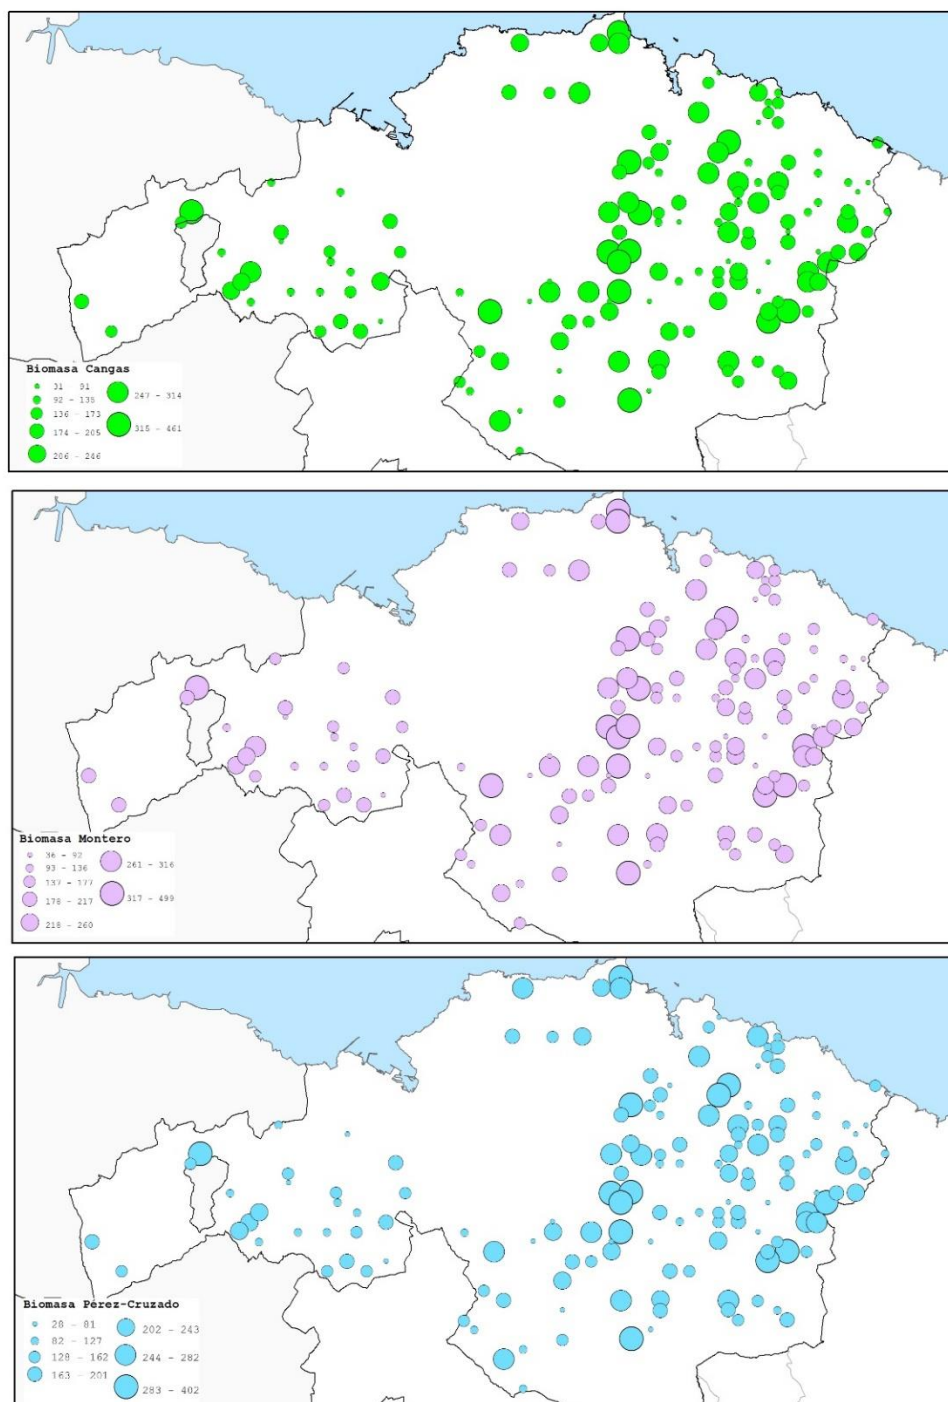 Biomasa Cangas
31 - 91
92 - 135
136 - 173
174 - 205
206 - 246
247 - 314
315 - 461
Biomasa Montero
36 - 92
93 - 136
137 - 177
178 - 217
218 - 260
261 - 316
317 - 499
Biomasa Pérez-Cruzado
28 - 81
82 - 127
128 - 162
163 - 201
202 - 243
244 - 282
283 - 402